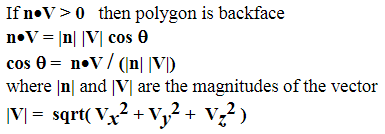 If n•V > 0 then polygon is backface
n•V = |n| |V| cos θ
cos θ = n•V / (|n| |V|)
where |n| and |V| are the magnitudes of the vector
|V| = sqrt( Vx² + Vy² + Vz² )